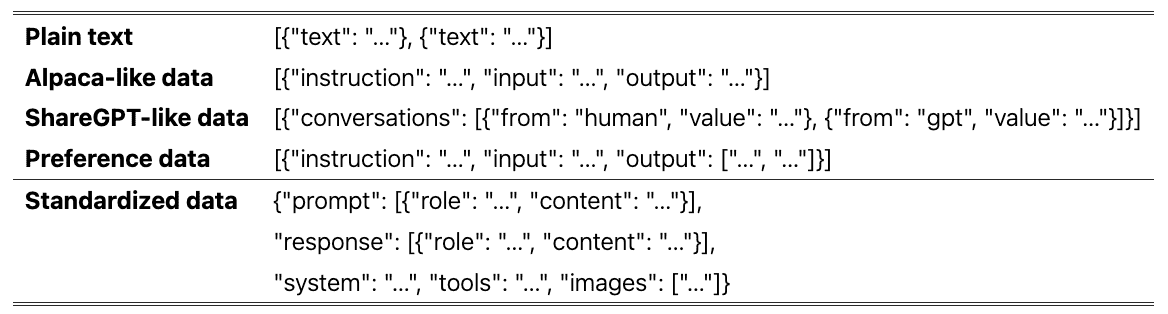 Plain text [{"text": "..."}, {"text": "..."}]
Alpaca-like data [{"instruction": "...", "input": "...", "output": "..."}]
ShareGPT-like data [{"conversations": [{"from": "human", "value": "..."}, {"from": "gpt", "value": "..."}]}]
Preference data [{"instruction": "...", "input": "...", "output": ["...", "..."]}]
Standardized data {"prompt": [{"role": "...", "content": "..."}],
"response": [{"role": "...", "content": "..."}],
"system": "...", "tools": "...", "images": ["..."]}